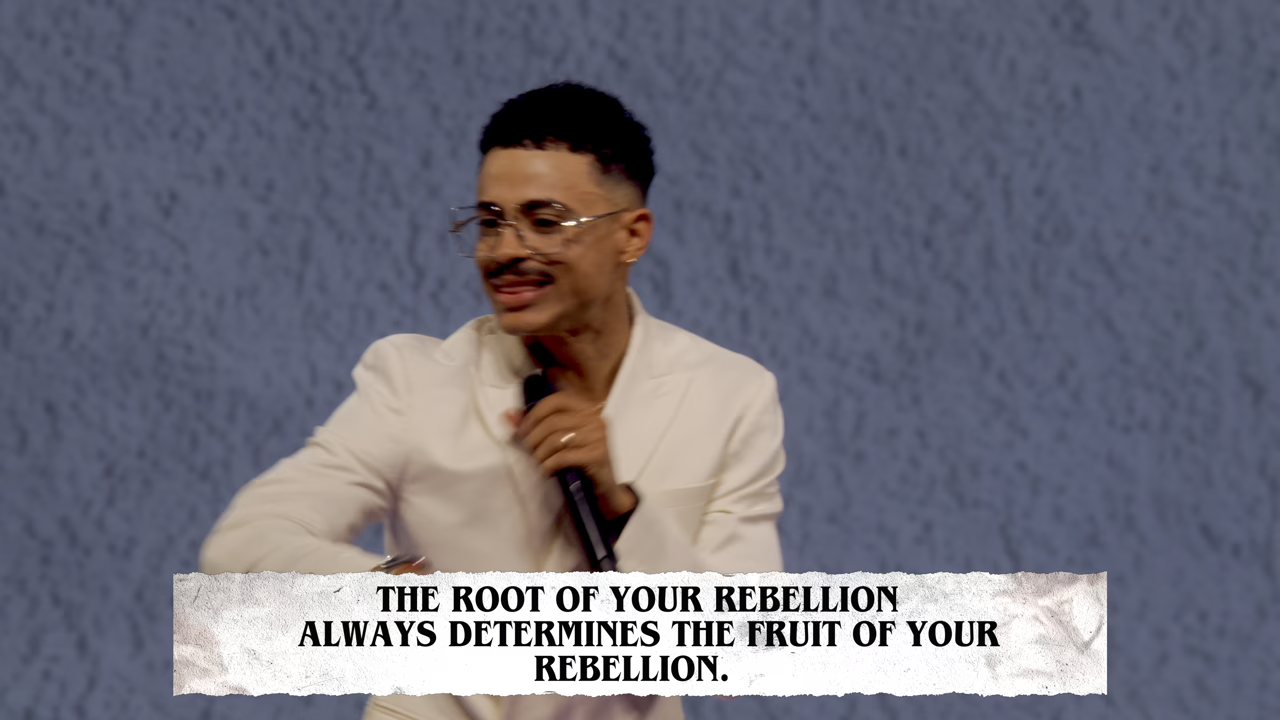 THE ROOT OF YOUR REBELLION
ALWAYS DETERMINES THE FRUIT OF YOUR
REBELLION.